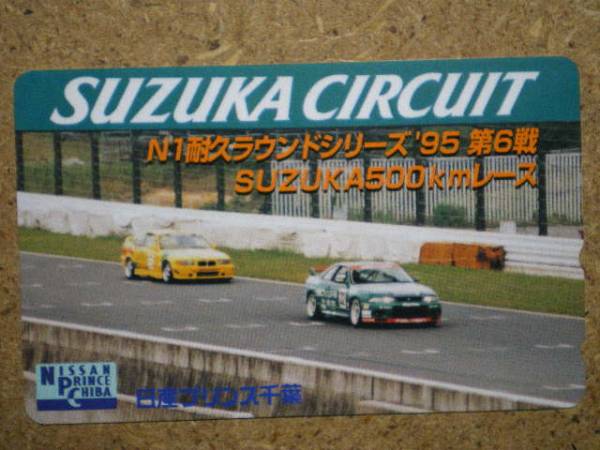 SUZUKA CIRCUIT
N1耐久ラウンドシリーズ'95 第6戦
SUZUKA500kmレース
NISSAN
PRINCE
CHIBA
日産プリンス千葉